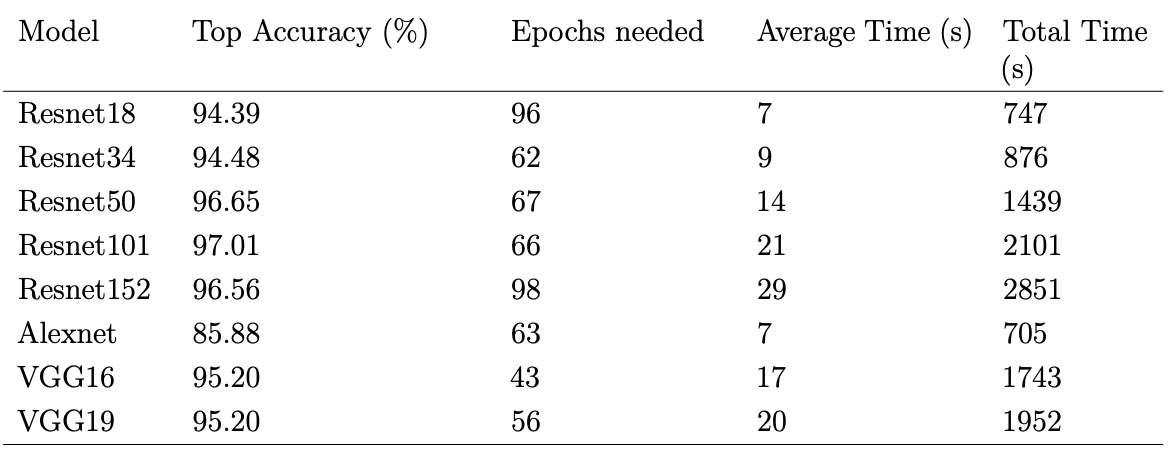 Model Top Accuracy (%) Epochs needed Average Time (s) Total Time
(s)
Resnet18 94.39 96 7 747
Resnet34 94.48 62 9 876
Resnet50 96.65 67 14 1439
Resnet101 97.01 66 21 2101
Resnet152 96.56 98 29 2851
Alexnet 85.88 63 7 705
VGG16 95.20 43 17 1743
VGG19 95.20 56 20 1952